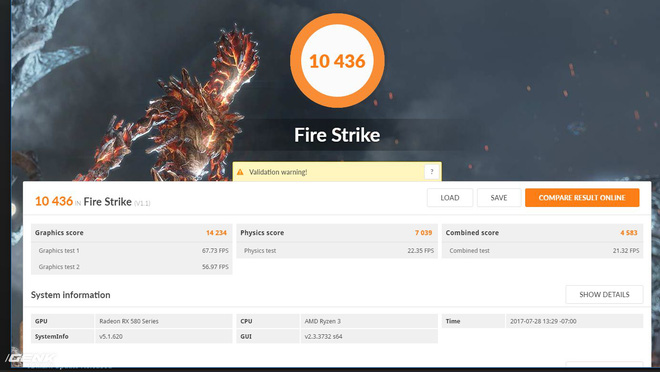 10 436
Fire Strike
Validation warning! ?
10 436 IN Fire Strike (V1.1) LOAD SAVE COMPARE RESULT ONLINE
Graphics score 14 234 Physics score 7 039 Combined score 4 583
Graphics test 1 67.73 FPS Physics test 22.35 FPS Combined test 21.32 FPS
Graphics test 2 56.97 FPS
System information SHOW DETAILS
GPU Radeon RX 580 Series CPU AMD Ryzen 3 Time 2017-07-28 13:29 -07:00
SystemInfo v5.1.620 GUI v2.3.3732 s64
GENK